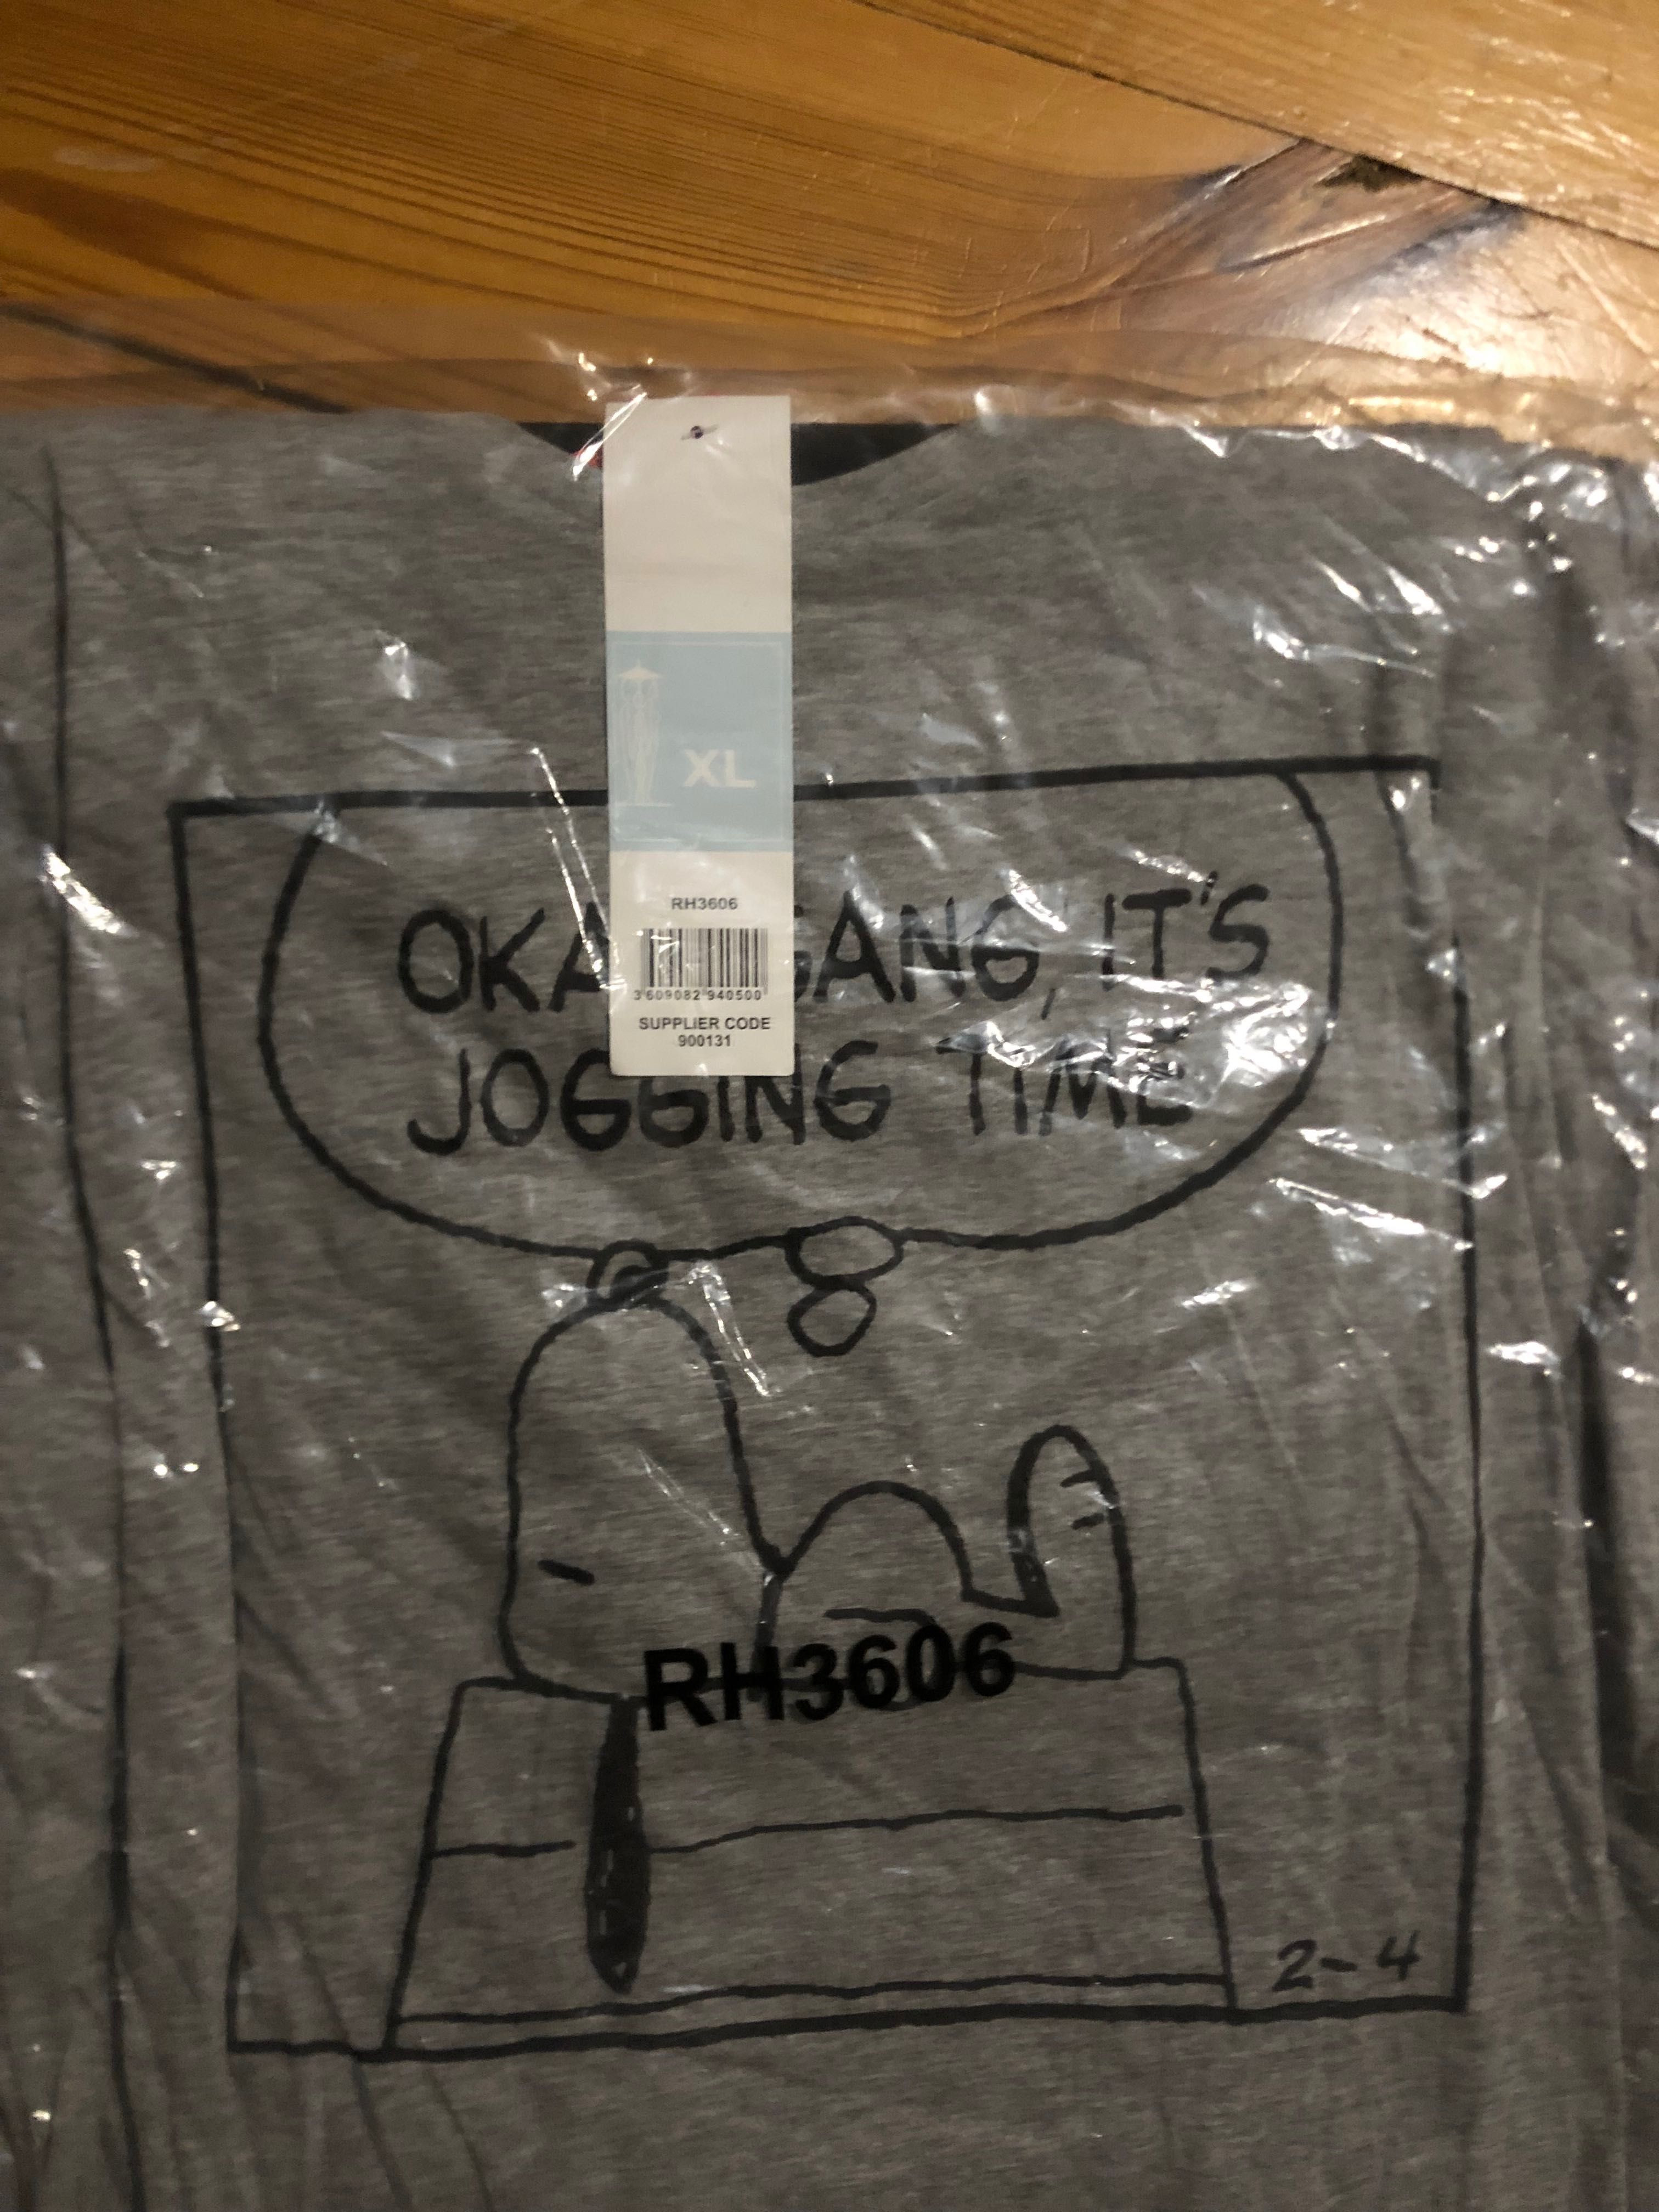 XL
RH3606
3 609082 940500
SUPPLIER CODE
900131
OKA GANG, IT'S
JOGGING TIME
RH3606
2-4